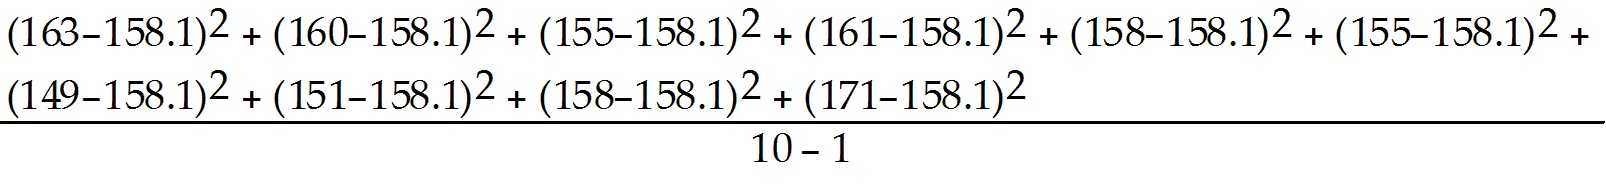 (163–158.1)² + (160–158.1)² + (155–158.1)² + (161–158.1)² + (158–158.1)² + (155–158.1)² +
(149–158.1)² + (151–158.1)² + (158–158.1)² + (171–158.1)²
10 – 1